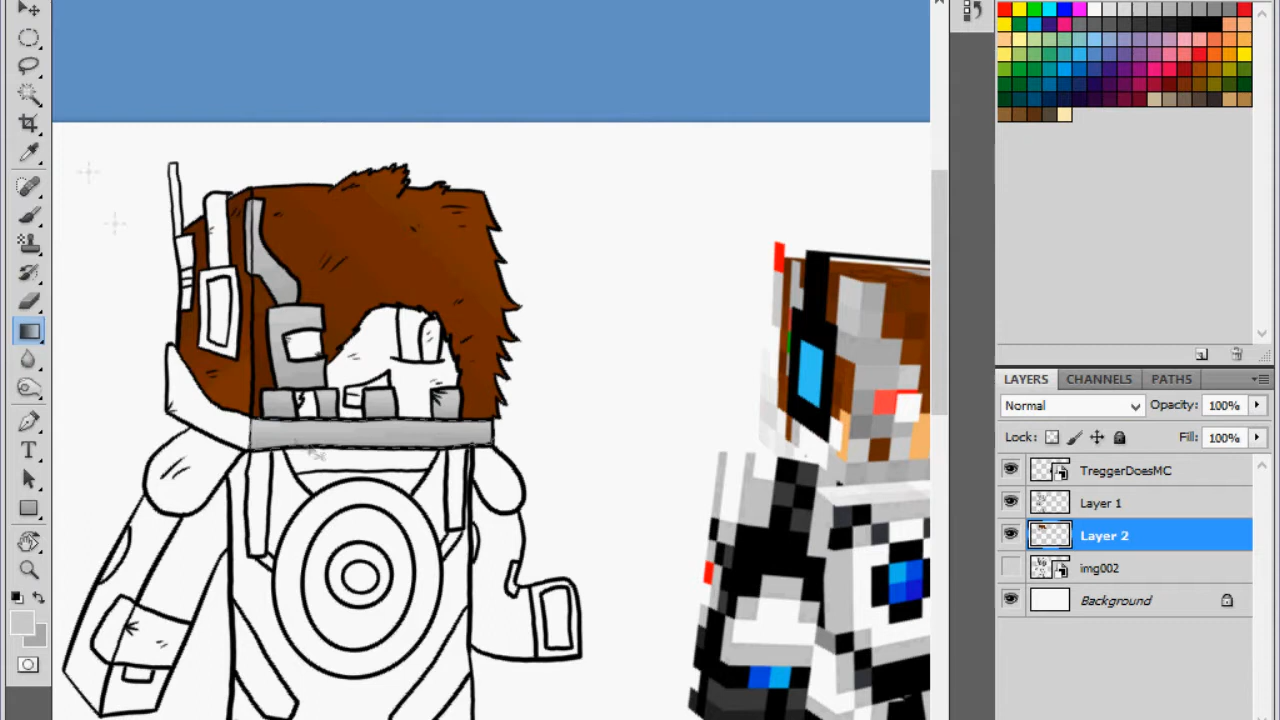 LAYERS CHANNELS PATHS
Normal Opacity: 100%
Lock: Fill: 100%
TreggerDoesMC
Layer 1
Layer 2
img002
Background